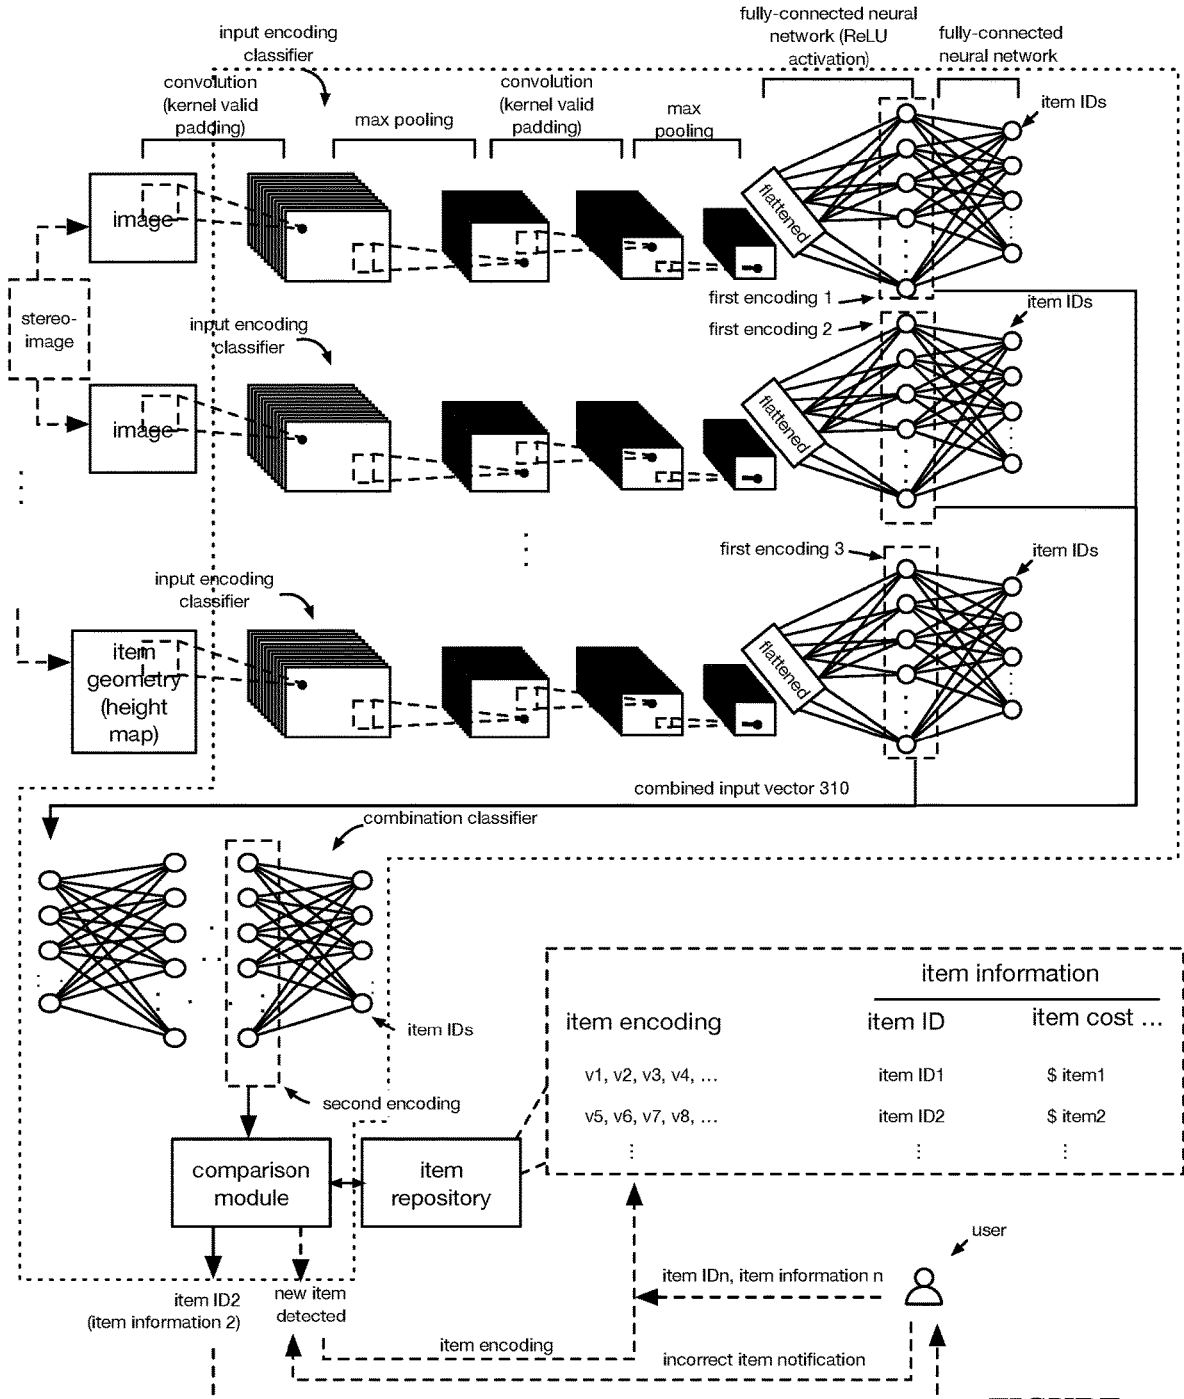 fully-connected neural
network (ReLU
activation)
fully-connected
neural network
input encoding
classifier
convolution
(kernel valid
padding)
max pooling
convolution
(kernel valid
padding)
max
pooling
item IDs
image
flattened
first encoding 1
stereo-
image
input encoding
classifier
first encoding 2
item IDs
image
flattened
first encoding 3
item IDs
input encoding
classifier
item
geometry
(height
map)
flattened
combined input vector 310
combination classifier
item IDs
second encoding
item information
item encoding
item ID
item cost ...
v1, v2, v3, v4, ...
item ID1
$ item1
v5, v6, v7, v8, ...
item ID2
$ item2
comparison
module
item
repository
user
item IDn, item information n
item ID2
(item information 2)
new item
detected
item encoding
incorrect item notification